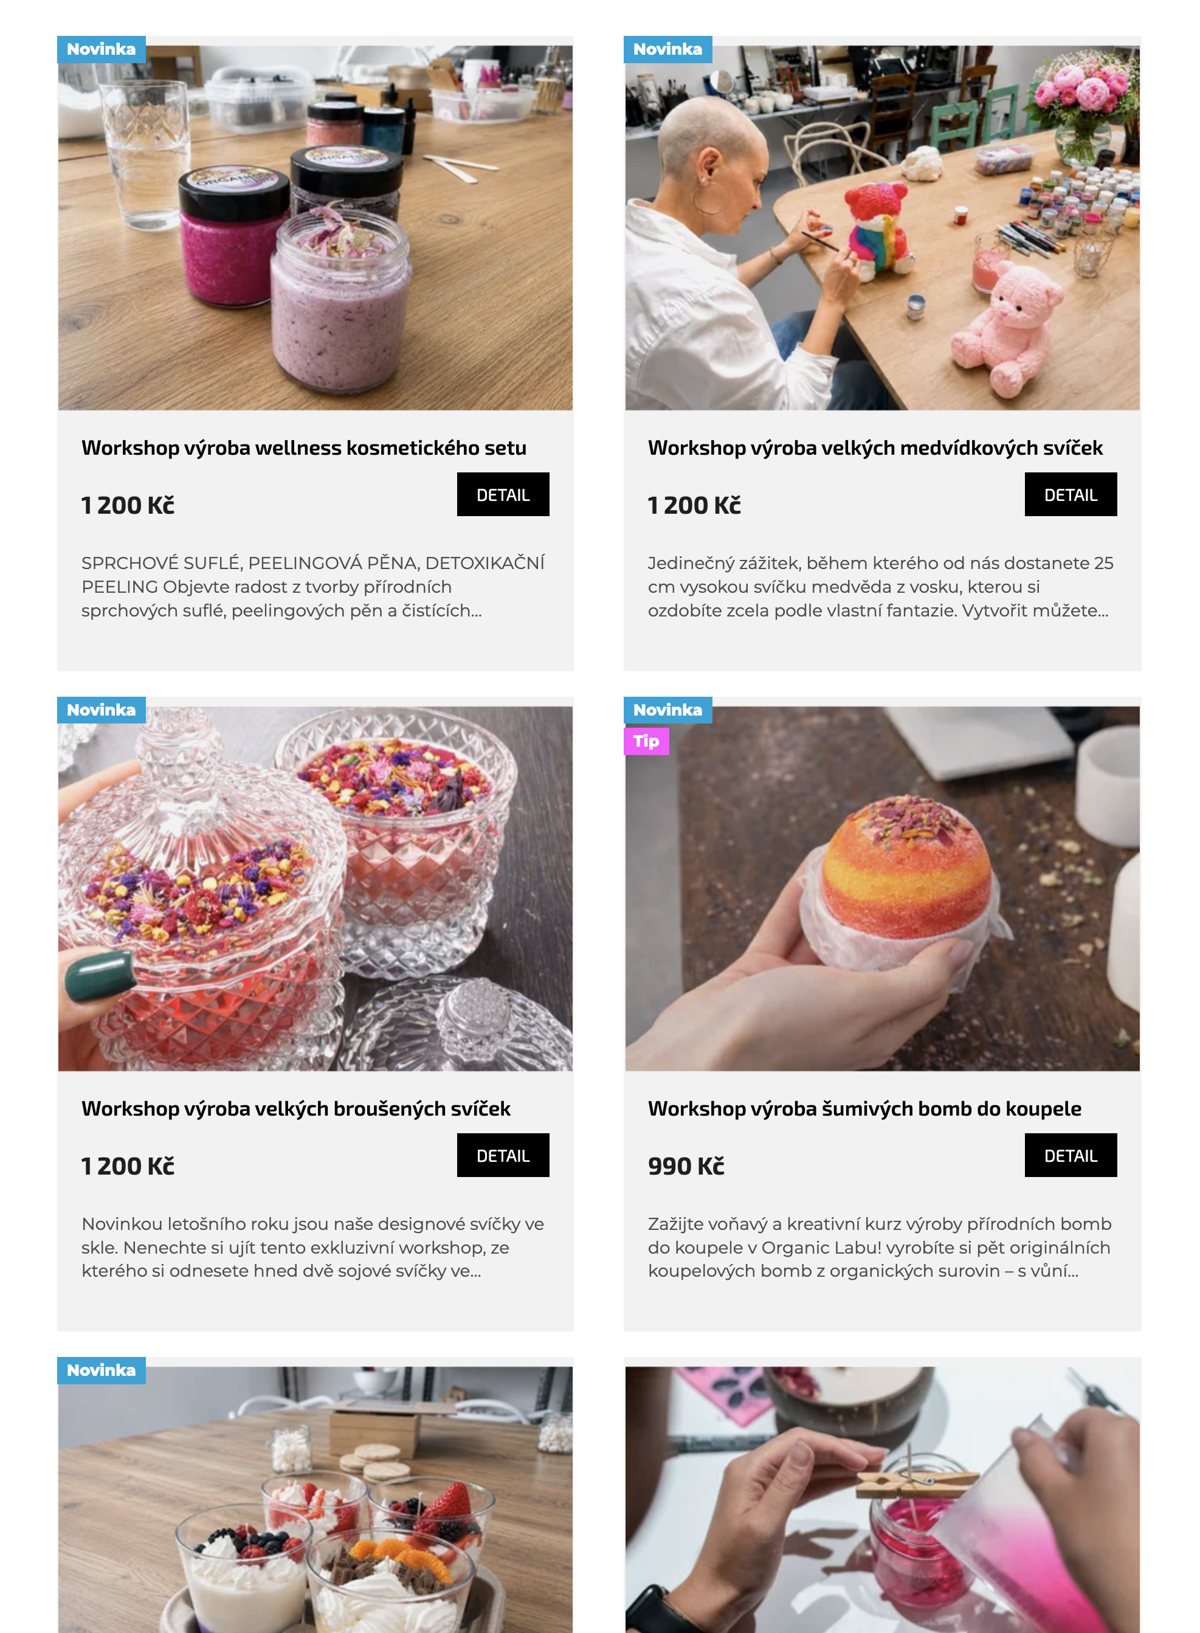 Novinka
ORGANIC
Workshop výroba wellness kosmetického setu
1 200 Kč
DETAIL
SPRCHOVÉ SUFLÉ, PEELINGOVÁ PĚNA, DETOXIKAČNÍ
PEELING Objevte radost z tvorby přírodních
sprchových suflé, peelingových pěn a čistících...
Novinka
Workshop výroba velkých medvídkových svíček
1 200 Kč
DETAIL
Jedinečný zážitek, během kterého od nás dostanete 25
cm vysokou svíčku medvěda z vosku, kterou si
ozdobíte zcela podle vlastní fantazie. Vytvořit můžete...
Novinka
Workshop výroba velkých broušených svíček
1 200 Kč
DETAIL
Novinkou letošního roku jsou naše designové svíčky ve
skle. Nenechte si ujít tento exkluzivní workshop, ze
kterého si odnesete hned dvě sojové svíčky ve...
Novinka
Tip
Workshop výroba šumivých bomb do koupele
990 Kč
DETAIL
Zažijte voňavý a kreativní kurz výroby přírodních bomb
do koupele v Organic Labu! vyrobíte si pět originálních
koupelových bomb z organických surovin – s vůní...
Novinka